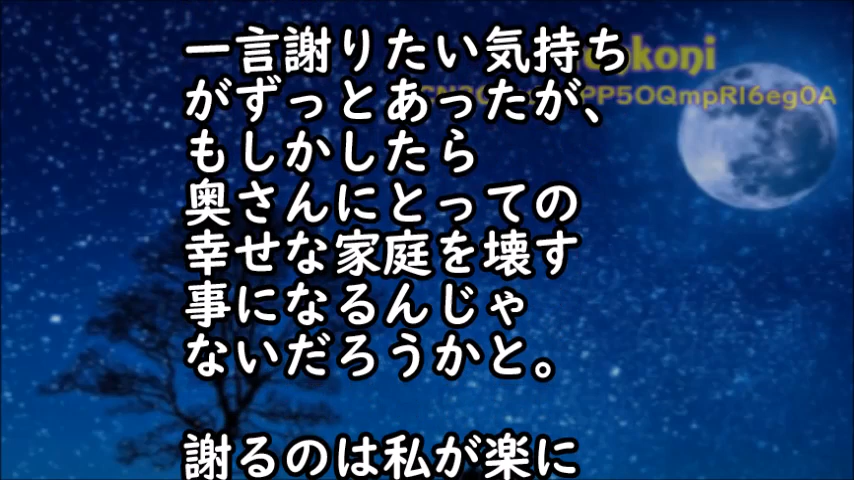 一言謝りたい気持ち
がずっとあったが、
もしかしたら
奥さんにとっての
幸せな家庭を壊す
事になるんじゃ
ないだろうかと。
謝るのは私が楽に